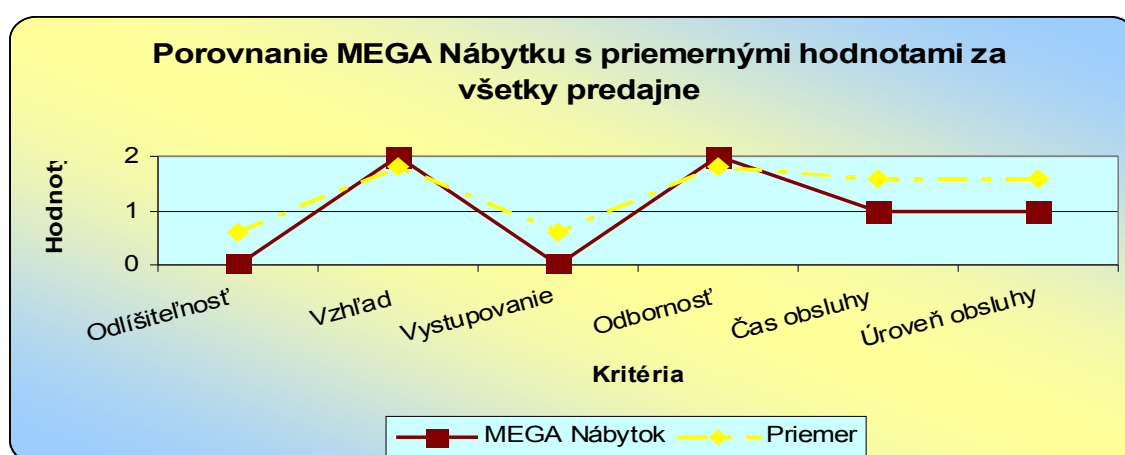 Porovnanie MEGA Nábytku s priemernými hodnotami za
všetky predajne
2
1
0
Odlíšiteľnosť
Vzhľad
Vystupovanie
Odbornosť
Čas obsluhy
Úroveň obsluhy
Kritéria
MEGA Nábytok
Priemer